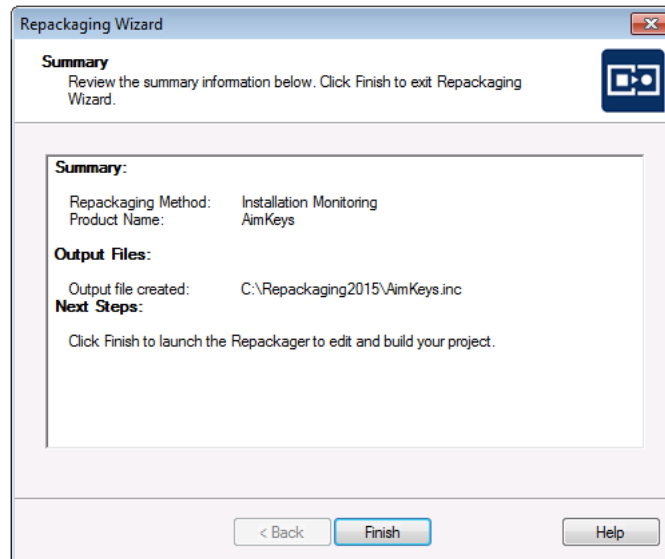 Repackaging Wizard
Summary
Review the summary information below. Click Finish to exit Repackaging
Wizard.
Summary:
Repackaging Method: Installation Monitoring
Product Name: AimKeys
Output Files:
Output file created: C:\Repackaging2015\AimKeys.inc
Next Steps:
Click Finish to launch the Repackager to edit and build your project.
< Back Finish Help